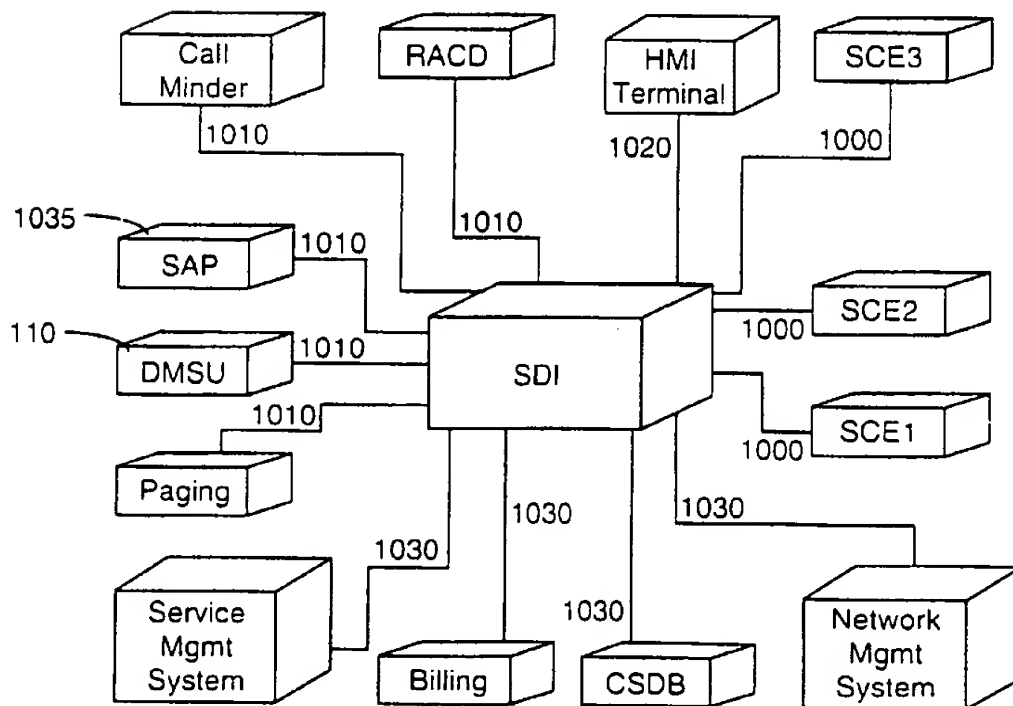 Call
Minder
RACD
HMI
Terminal
SCE3
1010
1020
1000
1035
SAP
1010
1010
110
DMSU
1010
SDI
1000
SCE2
1010
Paging
1000
SCE1
1030
1030
1030
1030
Service
Mgmt
System
Billing
CSDB
Network
Mgmt
System